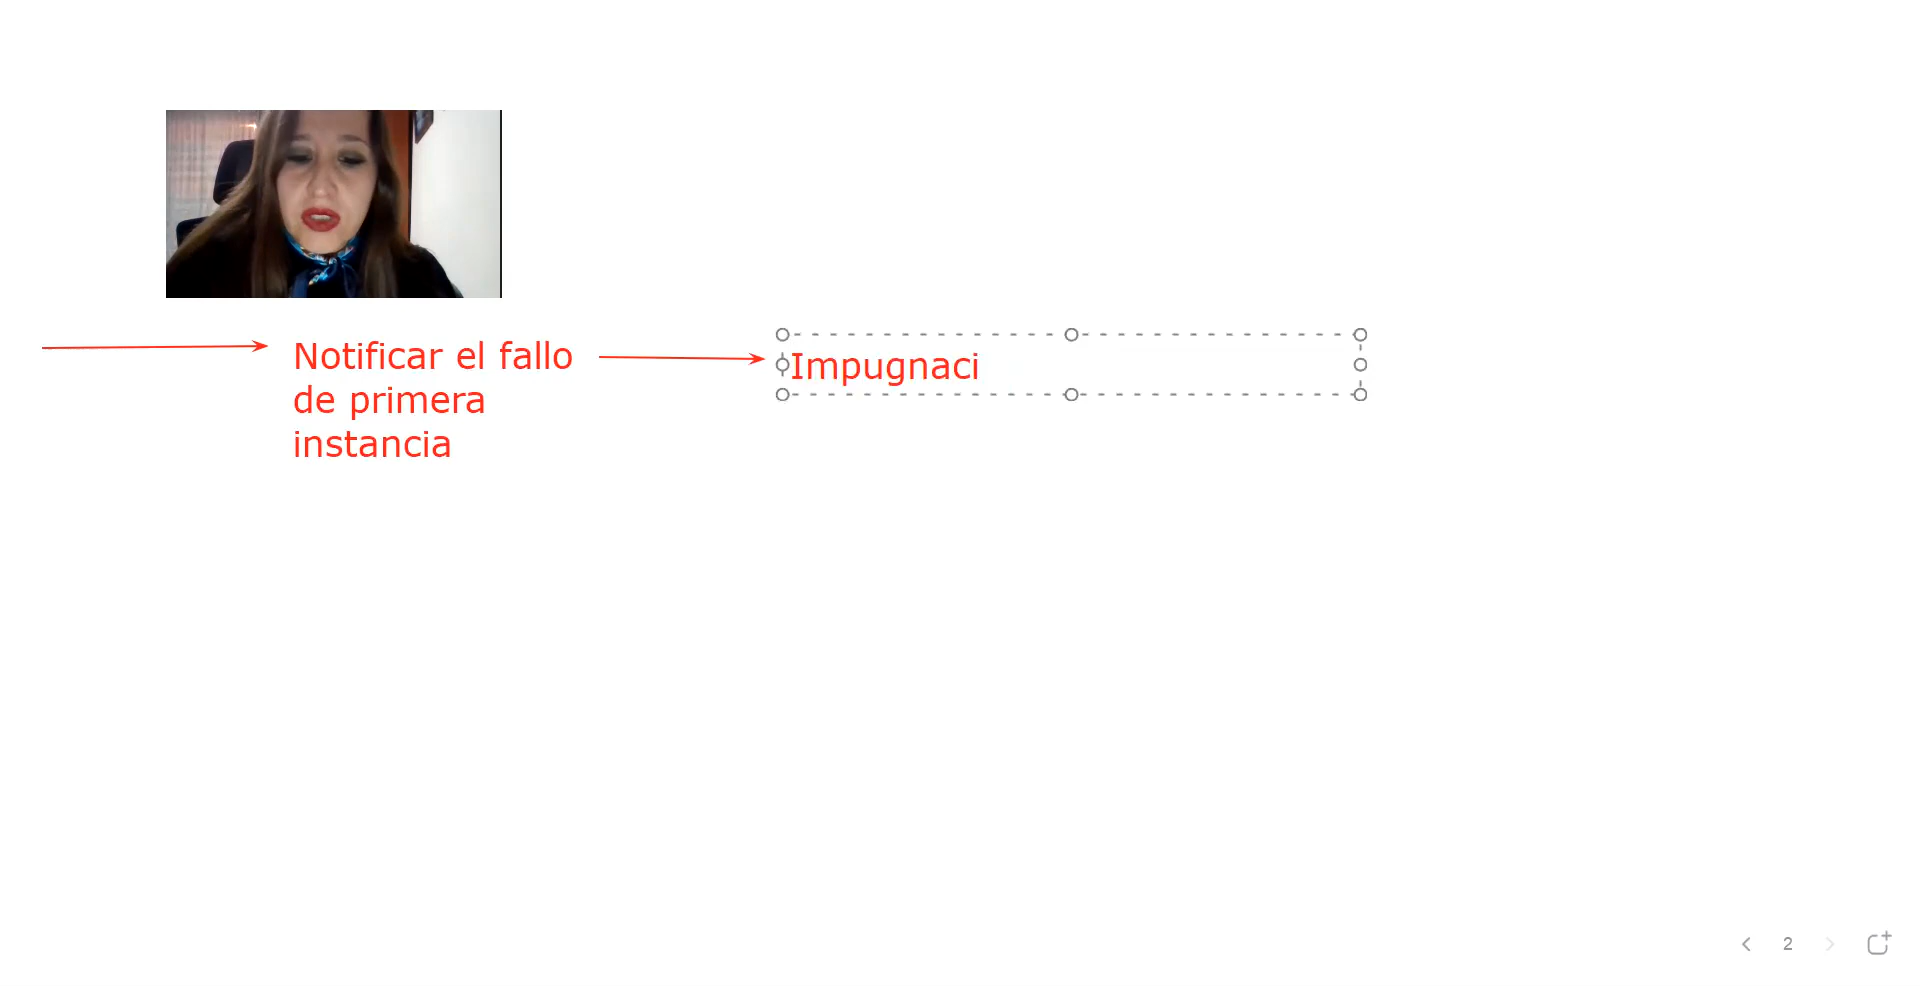 Notificar el fallo
de primera
instancia
Impugnaci
2